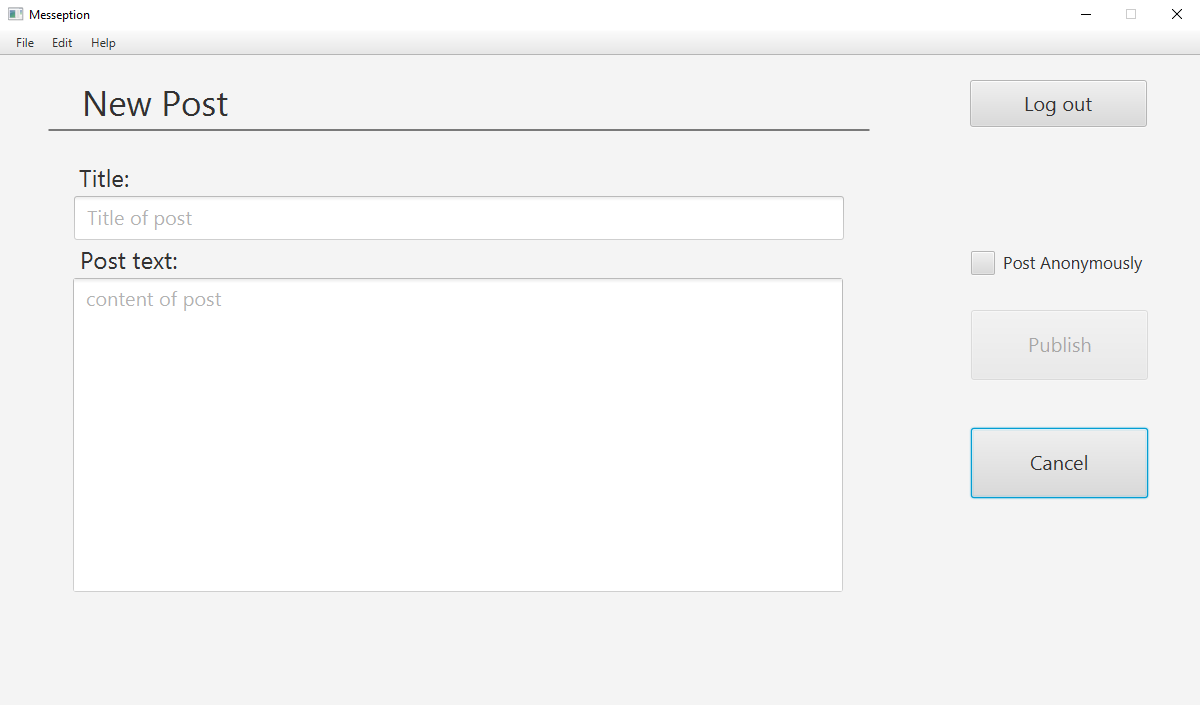 Messeption
File Edit Help
New Post
Log out
Title:
Title of post
Post text:
Post Anonymously
content of post
Publish
Cancel